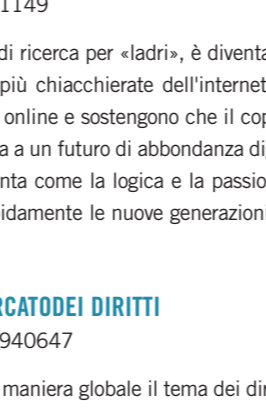 1149
di ricerca per «ladri», è diventa
più chiacchierate dell'internet
online e sostengono che il cop
a a un futuro di abbondanza di
nta come la logica e la passio
idamente le nuove generazioni
RCATODEI DIRITTI
940647
maniera globale il tema dei dir